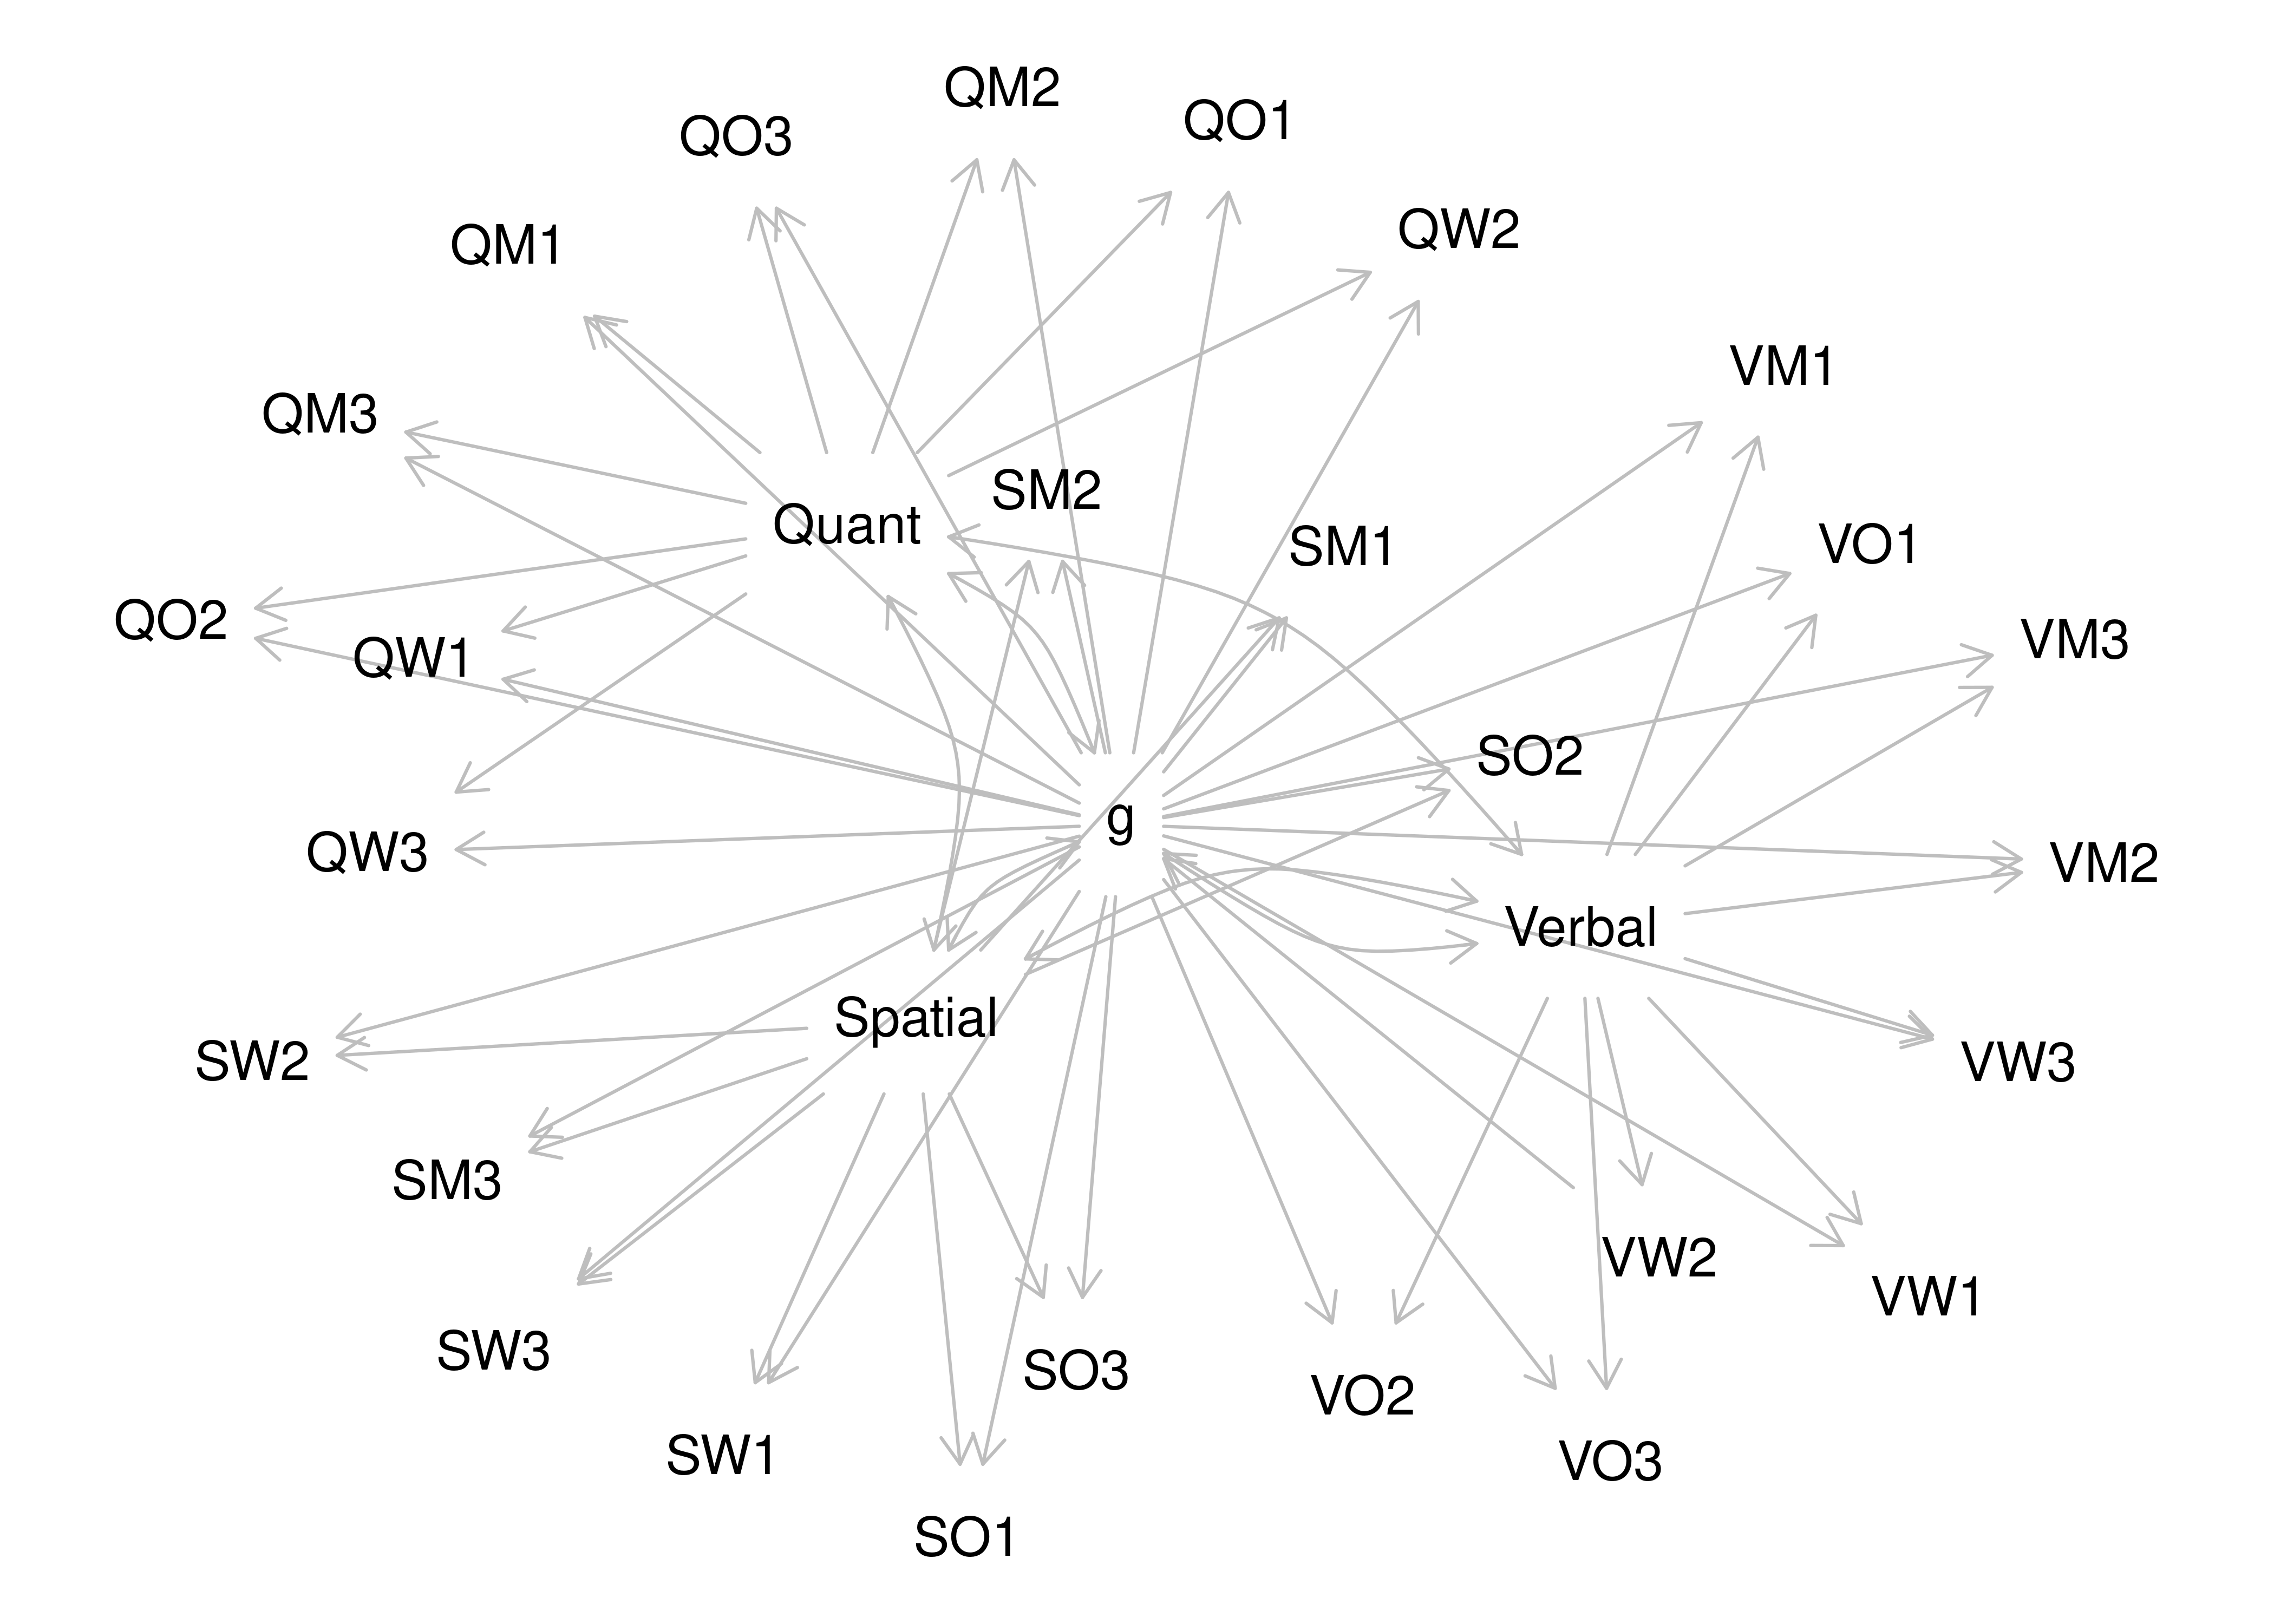 QM2
QO1
QO3
QW2
QM1
VM1
QM3
SM2
Quant
SM1
VO1
QO2
VM3
QW1
SO2
g
QW3
VM2
Verbal
Spatial
SW2
VW3
SM3
VW2
VW1
SW3
SO3
VO2
SW1
VO3
SO1